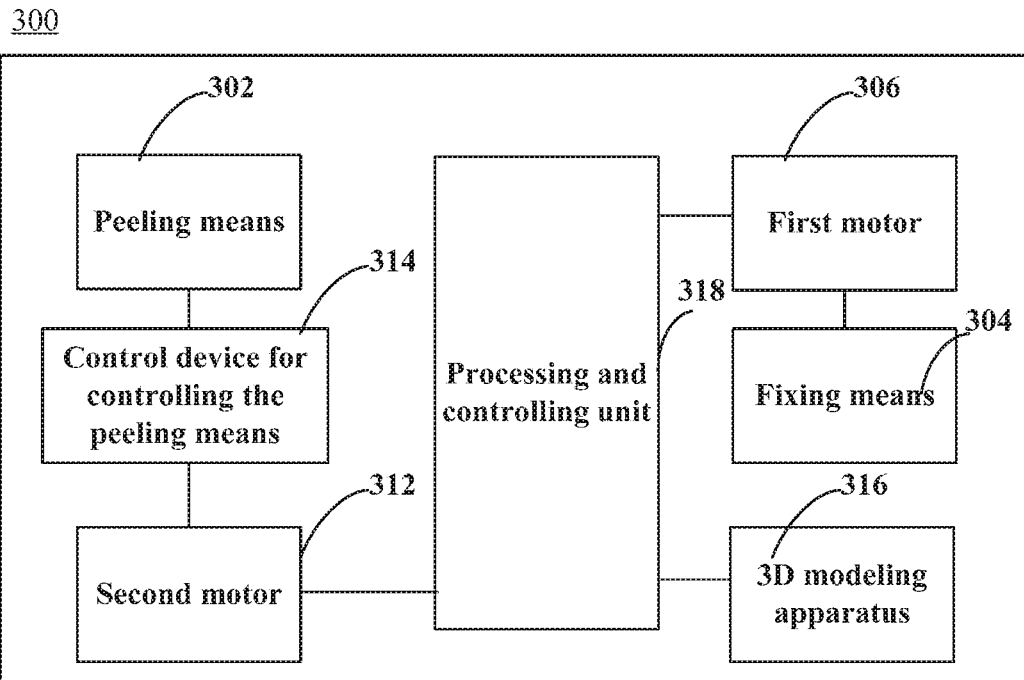 300
302
Peeling means
314
Control device for
controlling the
peeling means
312
Second motor
Processing and
controlling unit
318
306
First motor
304
Fixing means
316
3D modeling
apparatus